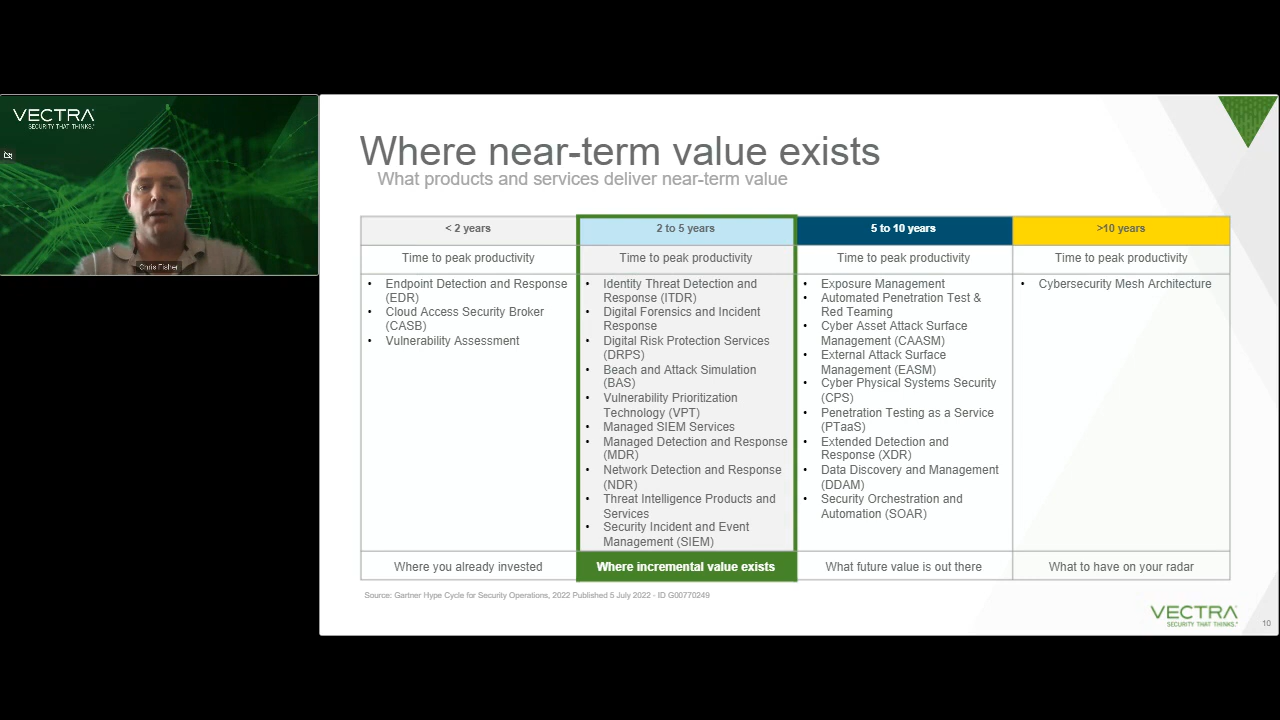 VECTRA
SECURITY THAT THINKS.
Chris Fisher
Where near-term value exists
What products and services deliver near-term value
< 2 years
2 to 5 years
5 to 10 years
>10 years
Time to peak productivity
Time to peak productivity
Time to peak productivity
Time to peak productivity
• Endpoint Detection and Response
(EDR)
• Cloud Access Security Broker
(CASB)
• Vulnerability Assessment
• Identity Threat Detection and
Response (ITDR)
• Digital Forensics and Incident
Response
• Digital Risk Protection Services
(DRPS)
• Beach and Attack Simulation
(BAS)
• Vulnerability Prioritization
Technology (VPT)
• Managed SIEM Services
• Managed Detection and Response
(MDR)
• Network Detection and Response
(NDR)
• Threat Intelligence Products and
Services
• Security Incident and Event
Management (SIEM)
• Exposure Management
• Automated Penetration Test &
Red Teaming
• Cyber Asset Attack Surface
Management (CAASM)
• External Attack Surface
Management (EASM)
• Cyber Physical Systems Security
(CPS)
• Penetration Testing as a Service
(PTaaS)
• Extended Detection and
Response (XDR)
• Data Discovery and Management
(DDAM)
• Security Orchestration and
Automation (SOAR)
• Cybersecurity Mesh Architecture
Where you already invested
Where incremental value exists
What future value is out there
What to have on your radar
Source: Gartner Hype Cycle for Security Operations, 2022 Published 5 July 2022 - ID G00770249
VECTRA
SECURITY THAT THINKS.
10